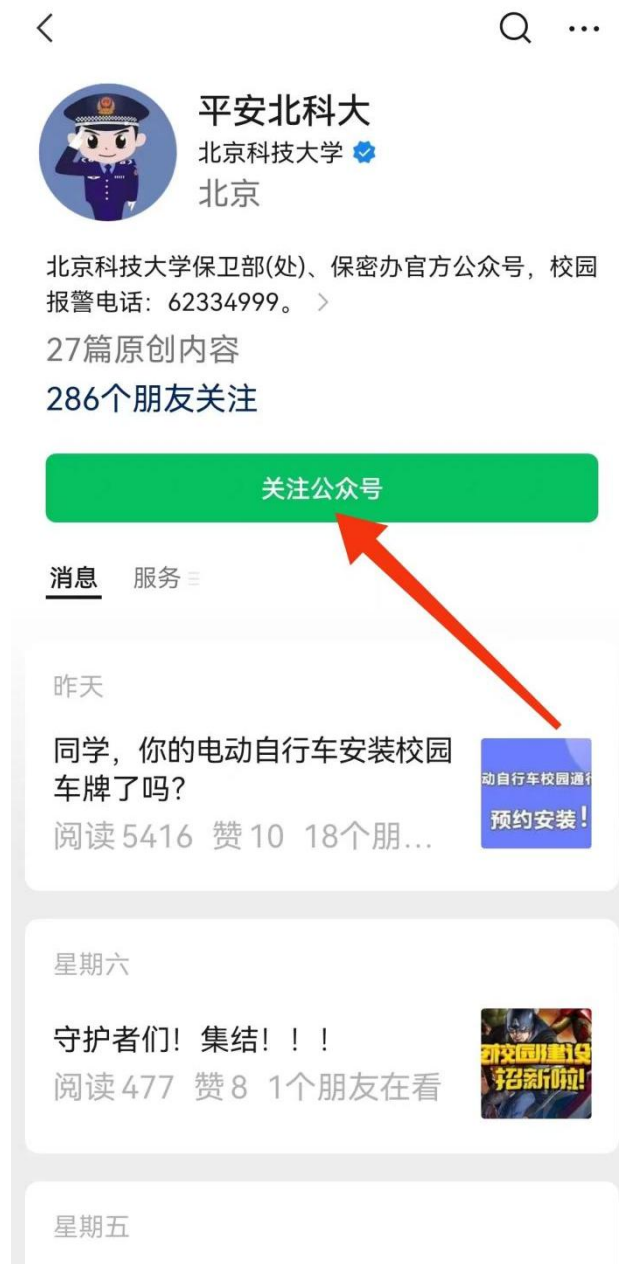 平安北科大
北京科技大学
北京
北京科技大学保卫部(处)、保密办官方公众号，校园
报警电话：62334999。
27篇原创内容
286个朋友关注
关注公众号
消息 服务
昨天
同学，你的电动自行车安装校园
车牌了吗？
阅读5416 赞10 18个朋...
动自行车校园通行
预约安装！
星期六
守护者们！集结！！！
阅读477 赞8 1个朋友在看
校园建设
招新啦!
星期五